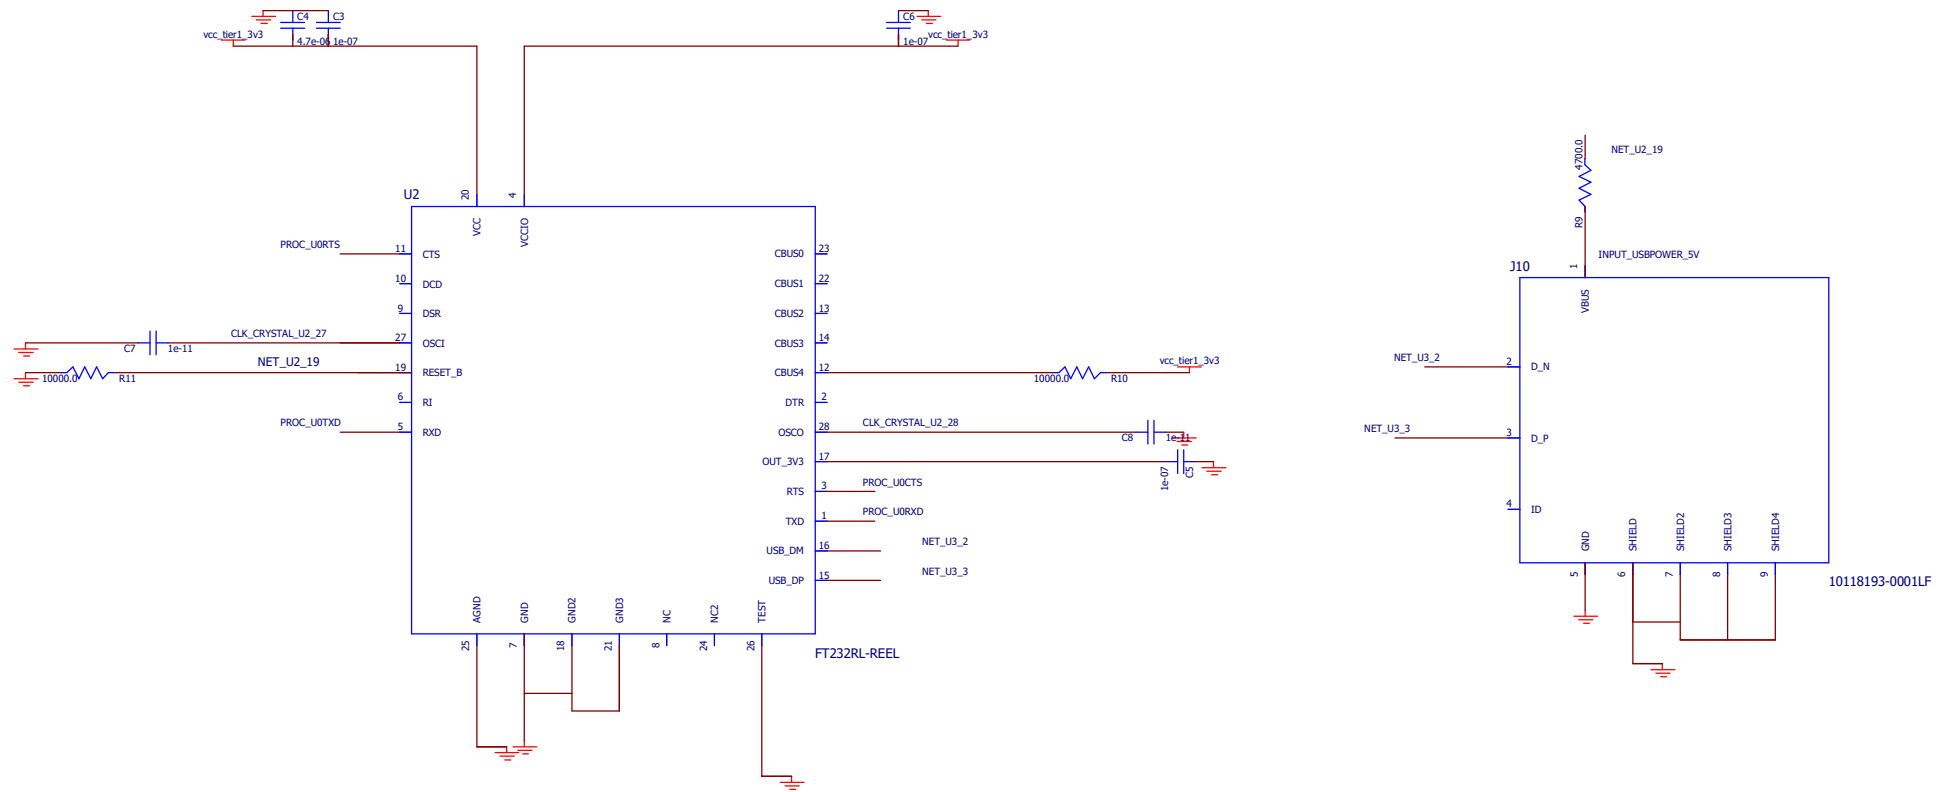 C4
C3
C6
vcc_tier1_3v3
4.7e-06
1e-07
1e-07
vcc_tier1_3v3
4700.0
NET_U2_19
R9
U2
20
4
VCC
VCCIO
PROC_U0RTS
11
CTS
CBUS0
23
INPUT_USBPOWER_5V
J10
1
VBUS
10
DCD
CBUS1
22
9
DSR
CBUS2
13
CLK_CRYSTAL_U2_27
27
OSCI
CBUS3
14
C7
1e-11
NET_U2_19
19
RESET_B
CBUS4
12
10000.0
R11
10000.0
R10
vcc_tier1_3v3
NET_U3_2
2
D_N
6
RI
DTR
2
PROC_U0TXD
5
RXD
OSCO
28
CLK_CRYSTAL_U2_28
C8
1e-11
NET_U3_3
3
D_P
OUT_3V3
17
1e-07
C5
RTS
3
PROC_U0CTS
TXD
1
PROC_U0RXD
4
ID
USB_DM
16
NET_U3_2
USB_DP
15
NET_U3_3
GND
SHIELD
SHIELD2
SHIELD3
SHIELD4
5
6
7
8
9
10118193-0001LF
AGND
GND
GND2
GND3
NC
NC2
TEST
25
7
18
21
8
24
26
FT232RL-REEL